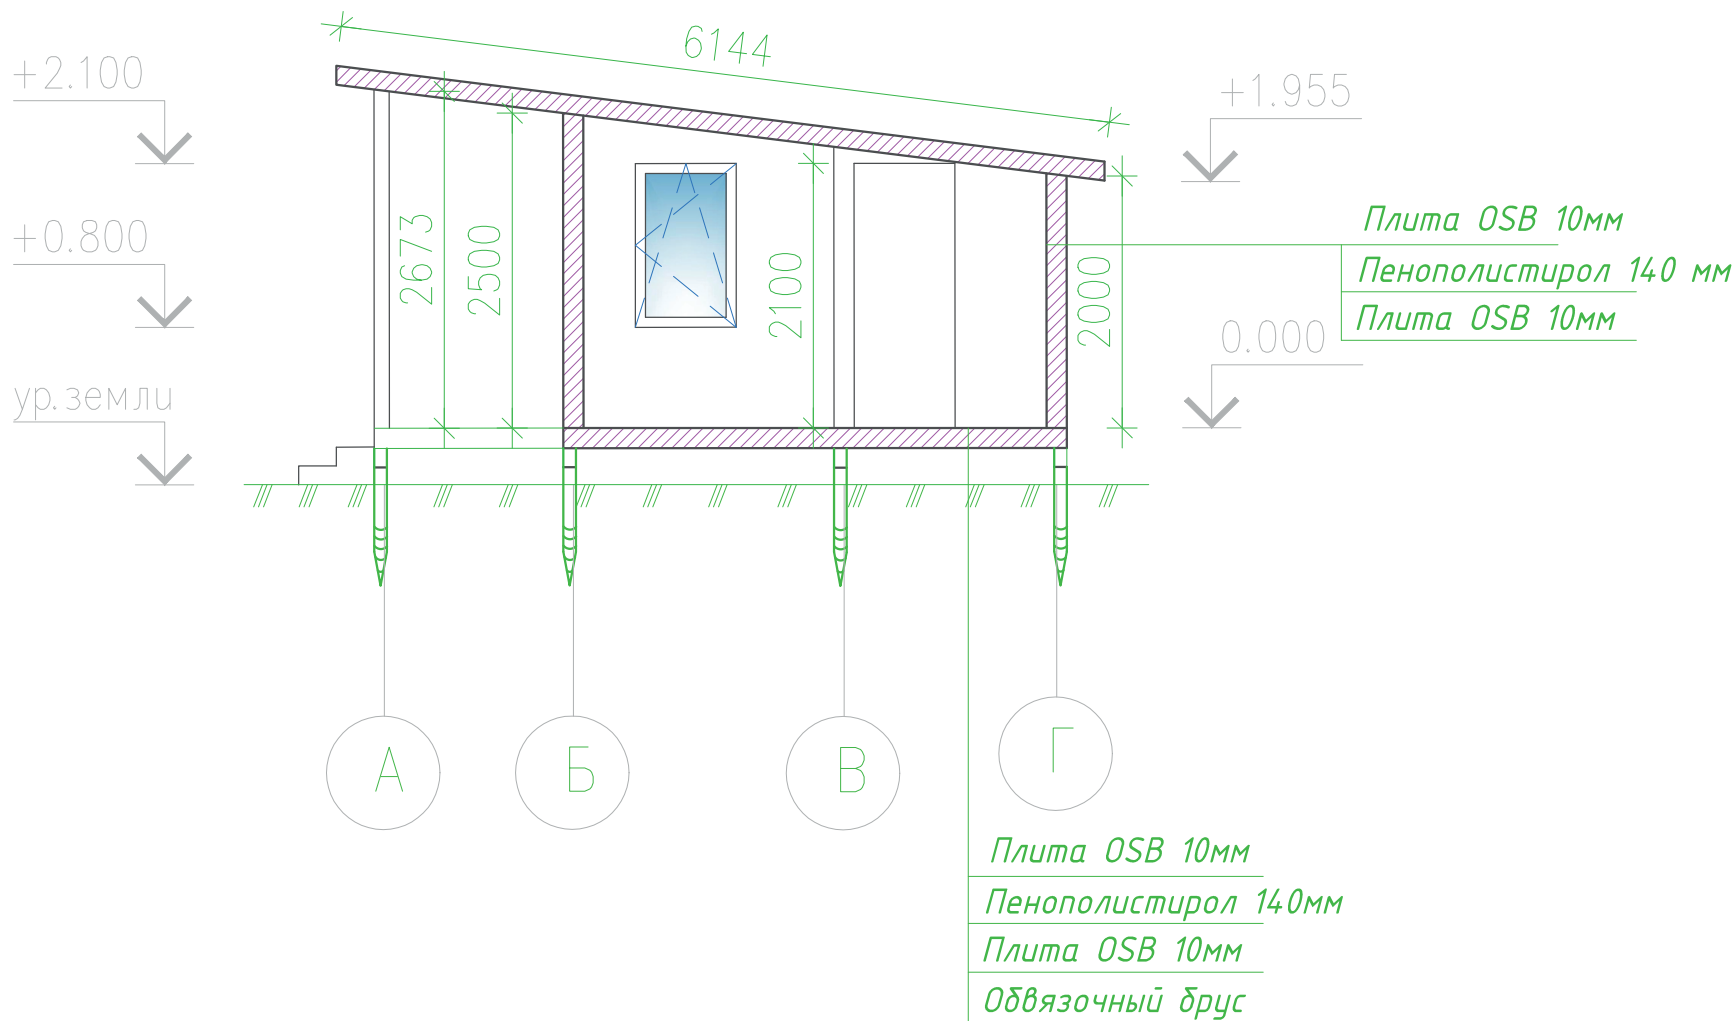 6144
+2.100
+1.955
Плита OSB 10мм
Пенополистирол 140 мм
Плита OSB 10мм
+0.800
2673
2500
2100
2000
0.000
ур.земли
А
Б
В
Г
Плита OSB 10мм
Пенополистирол 140мм
Плита OSB 10мм
Обвязочный брус